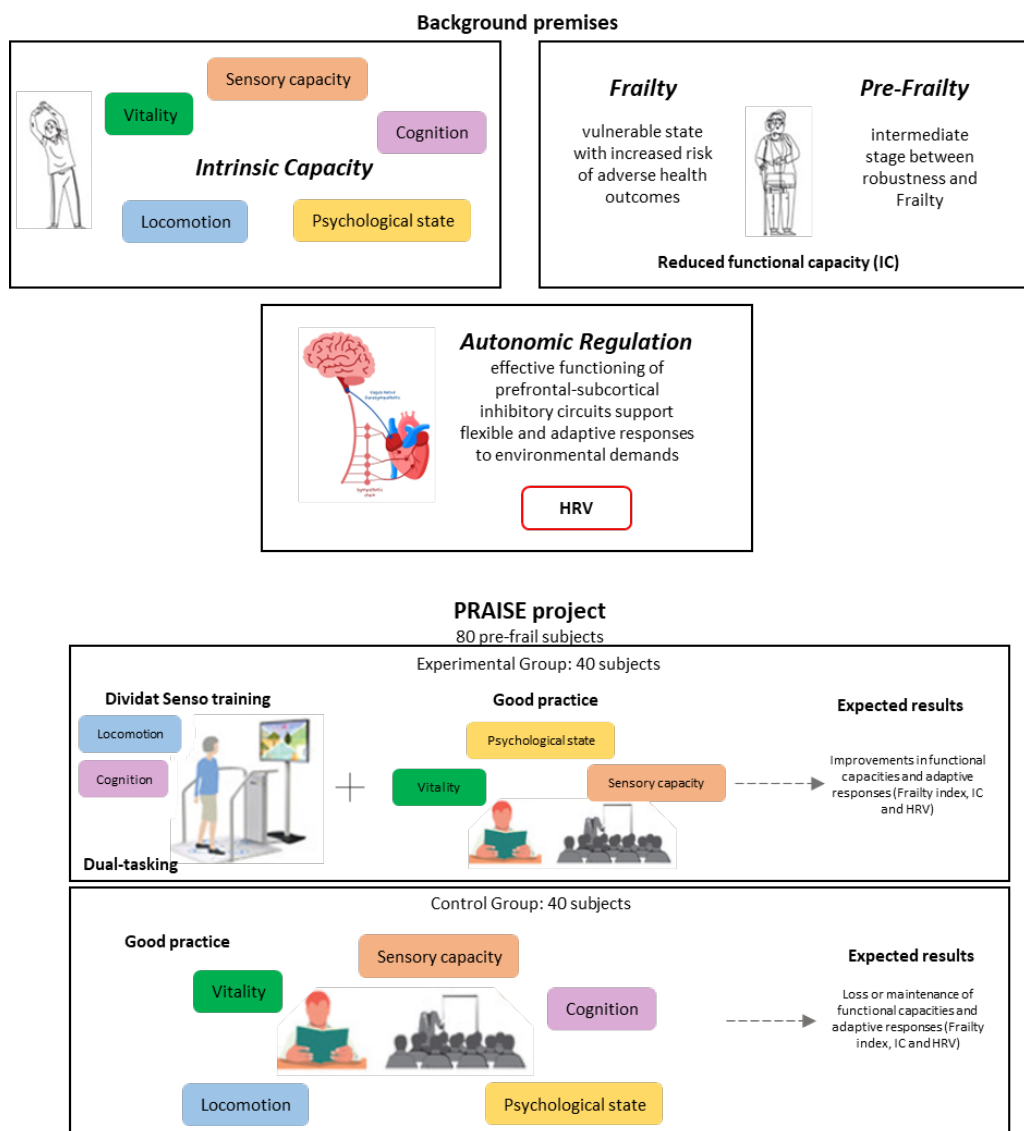 Background premises
Sensory capacity
Vitality
Cognition
Intrinsic Capacity
Locomotion
Psychological state
Frailty
vulnerable state
with increased risk
of adverse health
outcomes
Pre-Frailty
intermediate
stage between
robustness and
Frailty
Reduced functional capacity (IC)
Autonomic Regulation
effective functioning of
prefrontal-subcortical
inhibitory circuits support
flexible and adaptive responses
to environmental demands
HRV
PRAISE project
80 pre-frail subjects
Experimental Group: 40 subjects
Dividat Senso training
Locomotion
Cognition
Dual-tasking
+
Good practice
Psychological state
Vitality
Sensory capacity
Expected results
Improvements in functional
capacities and adaptive
responses (Frailty index, IC
and HRV)
Control Group: 40 subjects
Good practice
Sensory capacity
Vitality
Cognition
Locomotion
Psychological state
Expected results
Loss or maintenance of
functional capacities and
adaptive responses (Frailty
index, IC and HRV)